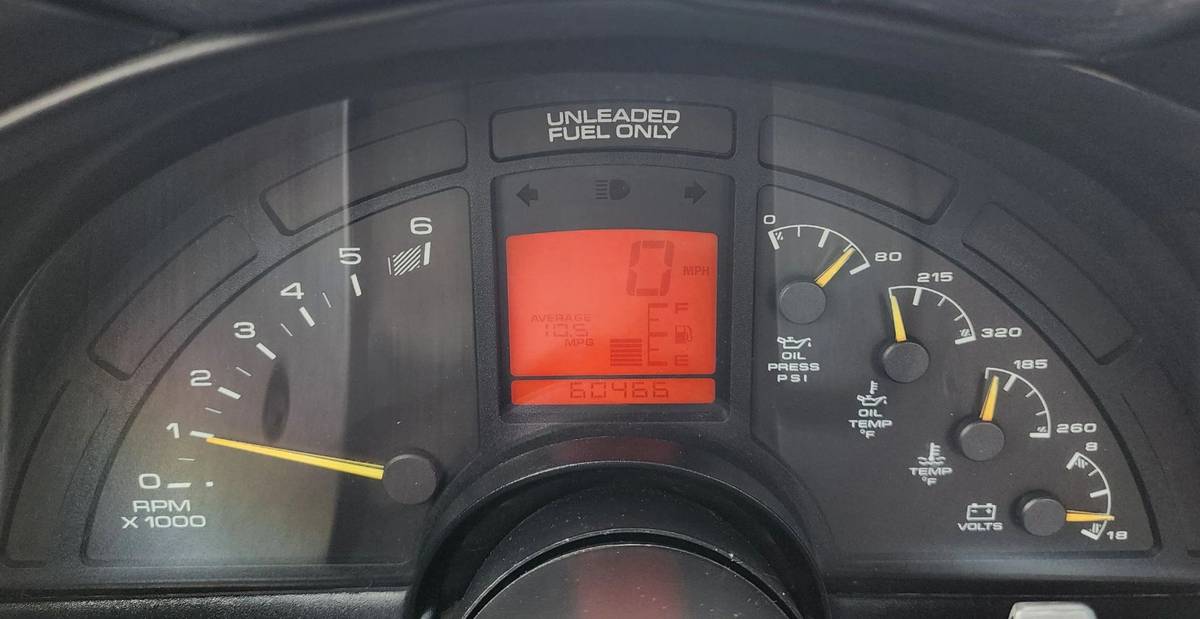 UNLEADED
FUEL ONLY
6
5
4
3
2
1
0
RPM
X 1000
0
MPH
AVERAGE
10.5
MPG
F
E
60466
0
80
OIL
PRESS
PSI
215
320
OIL
TEMP
°F
185
260
TEMP
°F
8
18
VOLTS